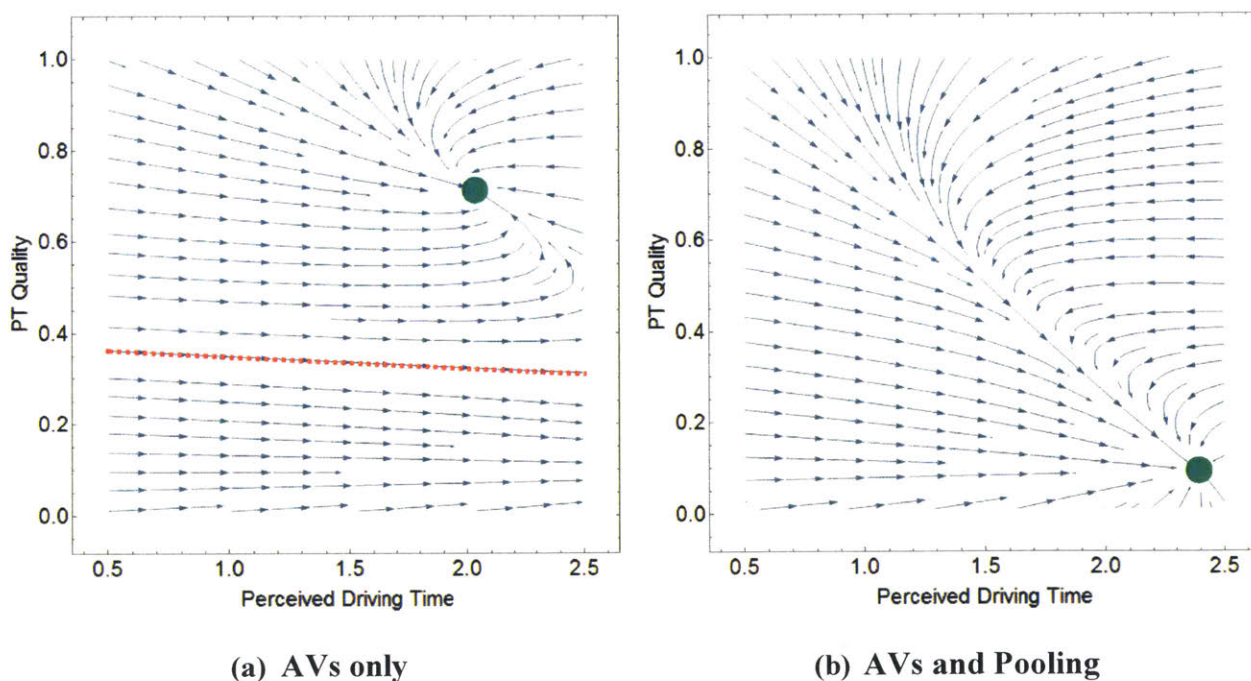 1.0
0.8
0.6
0.4
0.2
0.0
PT Quality
0.5 1.0 1.5 2.0 2.5
Perceived Driving Time
(a) AVs only
1.0
0.8
0.6
0.4
0.2
0.0
PT Quality
0.5 1.0 1.5 2.0 2.5
Perceived Driving Time
(b) AVs and Pooling